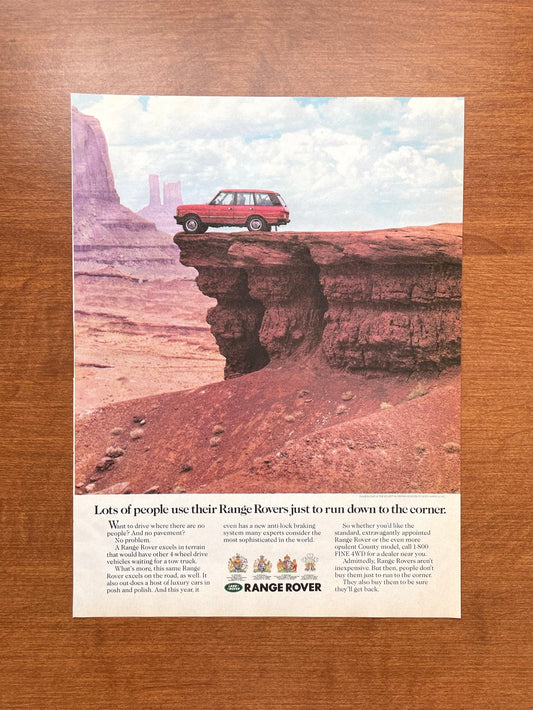 Lots of people use their Range Rovers just to run down to the corner.
Want to drive where there are no
people? And no pavement?
No problem.
A Range Rover excels in terrain
that would have other 4 wheel drive
vehicles waiting for a tow truck.
What's more, this same Range
Rover excels on the road, as well. It
also out does a host of luxury cars in
posh and polish. And this year, it
even has a new anti-lock braking
system many experts consider the
most sophisticated in the world.
LAND
ROVER
RANGE ROVER
So whether you'd like the
standard, extravagantly appointed
Range Rover or the even more
opulent County model, call 1-800
FINE 4WD for a dealer near you.
Admittedly, Range Rovers aren't
inexpensive. But then, people don't
buy them just to run to the corner.
They also buy them to be sure
they'll get back.